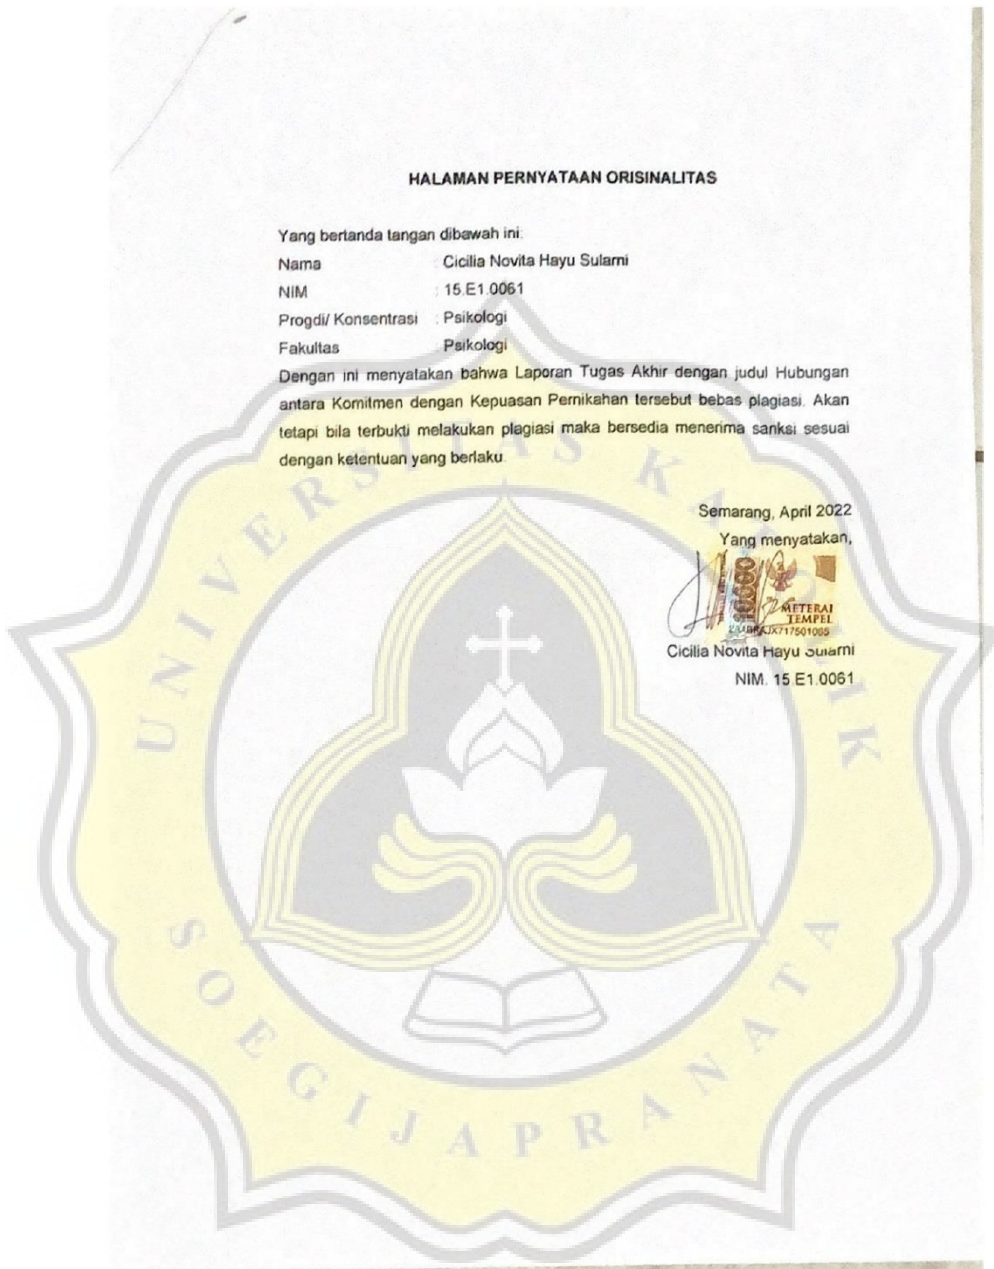 HALAMAN PERNYATAAN ORISINALITAS
Yang bertanda tangan dibawah ini:
Nama : Cicilia Novita Hayu Sulami
NIM : 15.E1.0061
Progdi/ Konsentrasi : Psikologi
Fakultas : Psikologi
Dengan ini menyatakan bahwa Laporan Tugas Akhir dengan judul Hubungan
antara Komitmen dengan Kepuasan Pernikahan tersebut bebas plagiasi. Akan
tetapi bila terbukti melakukan plagiasi maka bersedia menerima sanksi sesuai
dengan ketentuan yang berlaku.
Semarang, April 2022
Yang menyatakan,
10000
METERAI
TEMPEL
Cicilia Novita Hayu Sulami
NIM. 15.E1.0061
UNIVERSITAS KATOLIK
SOEGIJAPRANATA